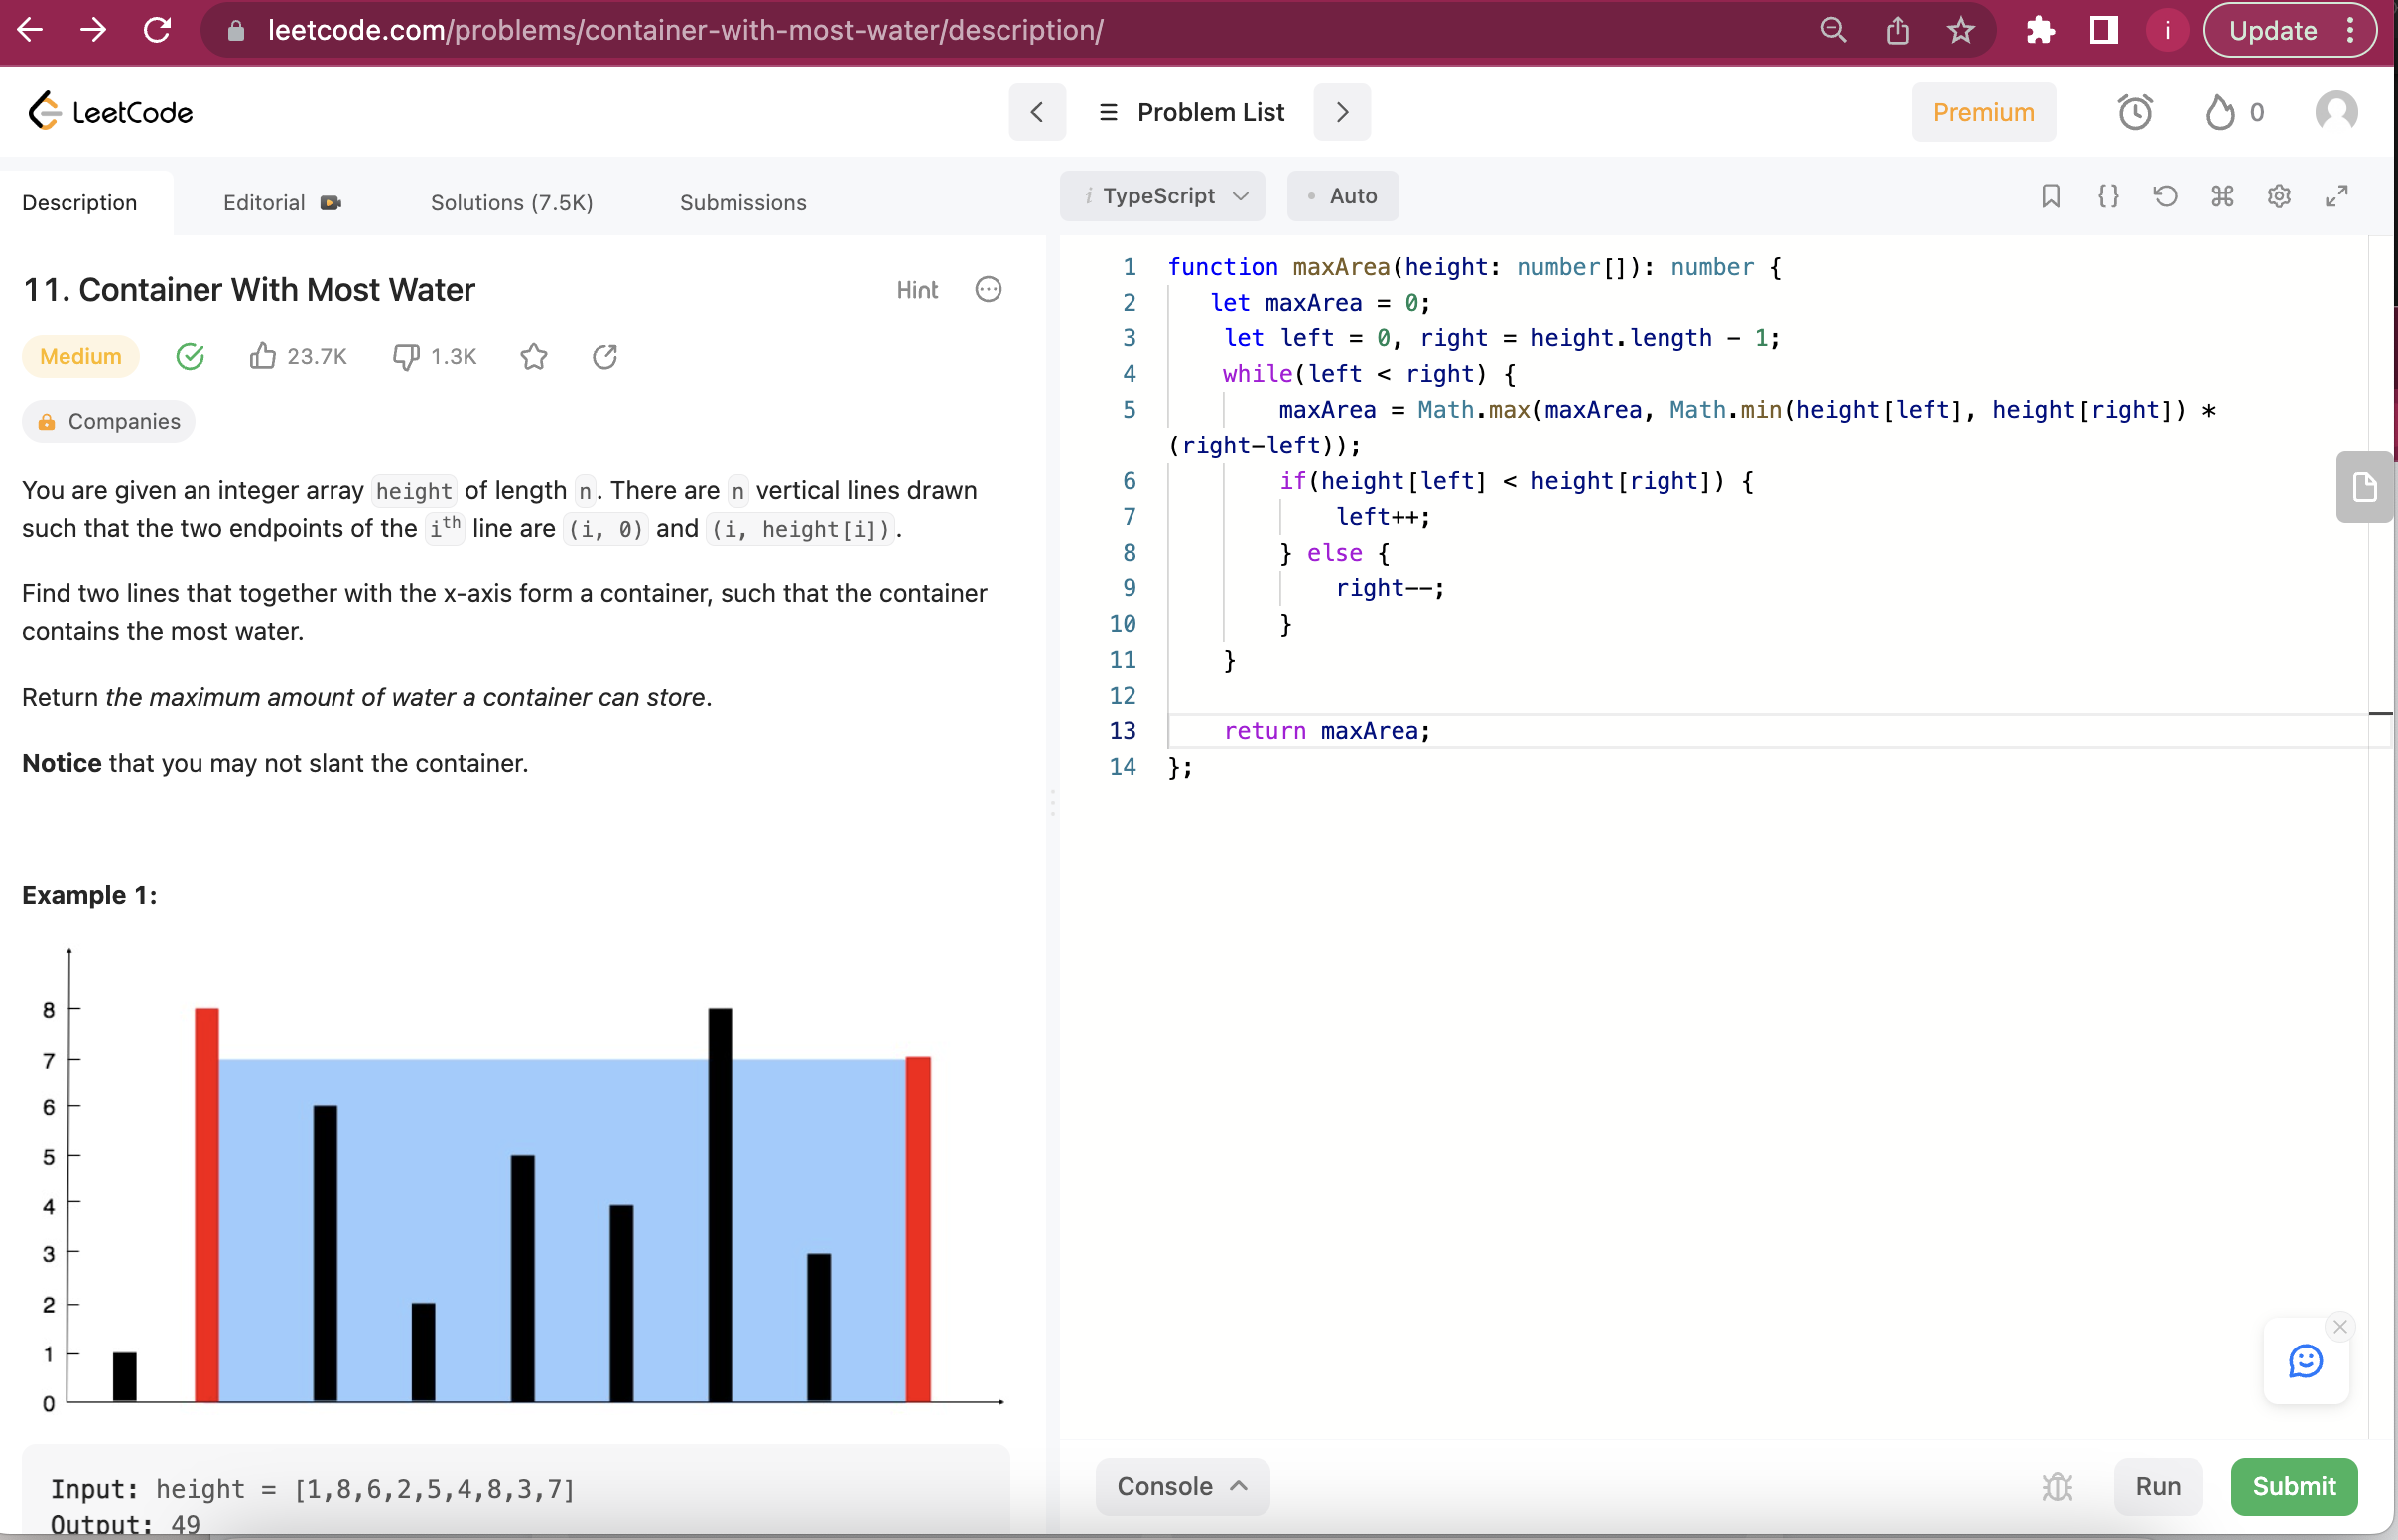 leetcode.com/problems/container-with-most-water/description/
i
Update
LeetCode
Problem List
Premium
0
Description
Editorial
Solutions (7.5K)
Submissions
i TypeScript
Auto
11. Container With Most Water
Hint
Medium
23.7K
1.3K
Companies
You are given an integer array height of length n. There are n vertical lines drawn
such that the two endpoints of the ith line are (i, 0) and (i, height[i]).
Find two lines that together with the x-axis form a container, such that the container
contains the most water.
Return the maximum amount of water a container can store.
Notice that you may not slant the container.
Example 1:
8
7
6
5
4
3
2
1
0
Input: height = [1,8,6,2,5,4,8,3,7]
Output: 49
1 function maxArea(height: number[]): number {
2 let maxArea = 0;
3 let left = 0, right = height.length - 1;
4 while(left < right) {
5 maxArea = Math.max(maxArea, Math.min(height[left], height[right]) *
(right-left));
6 if(height[left] < height[right]) {
7 left++;
8 } else {
9 right--;
10 }
11 }
12
13 return maxArea;
14 };
Console
Run
Submit